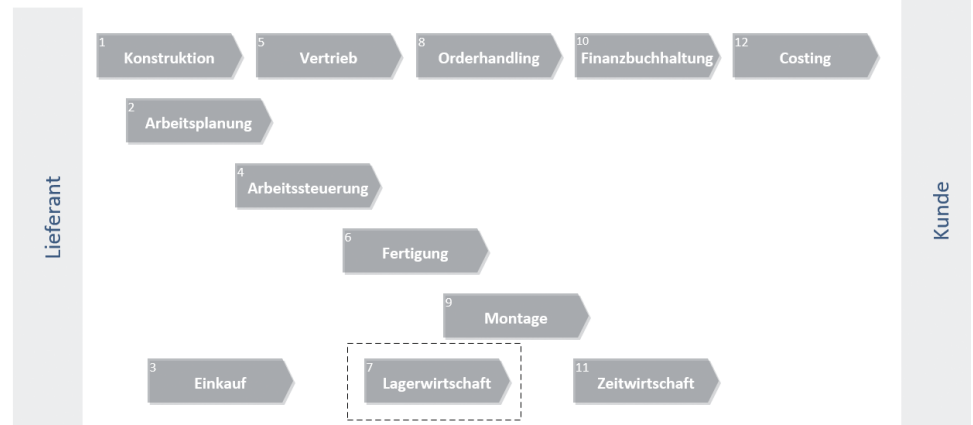 1
Konstruktion
5
Vertrieb
8
Orderhandling
10
Finanzbuchhaltung
12
Costing
2
Arbeitsplanung
4
Arbeitssteuerung
Lieferant
Kunde
6
Fertigung
9
Montage
3
Einkauf
7
Lagerwirtschaft
11
Zeitwirtschaft